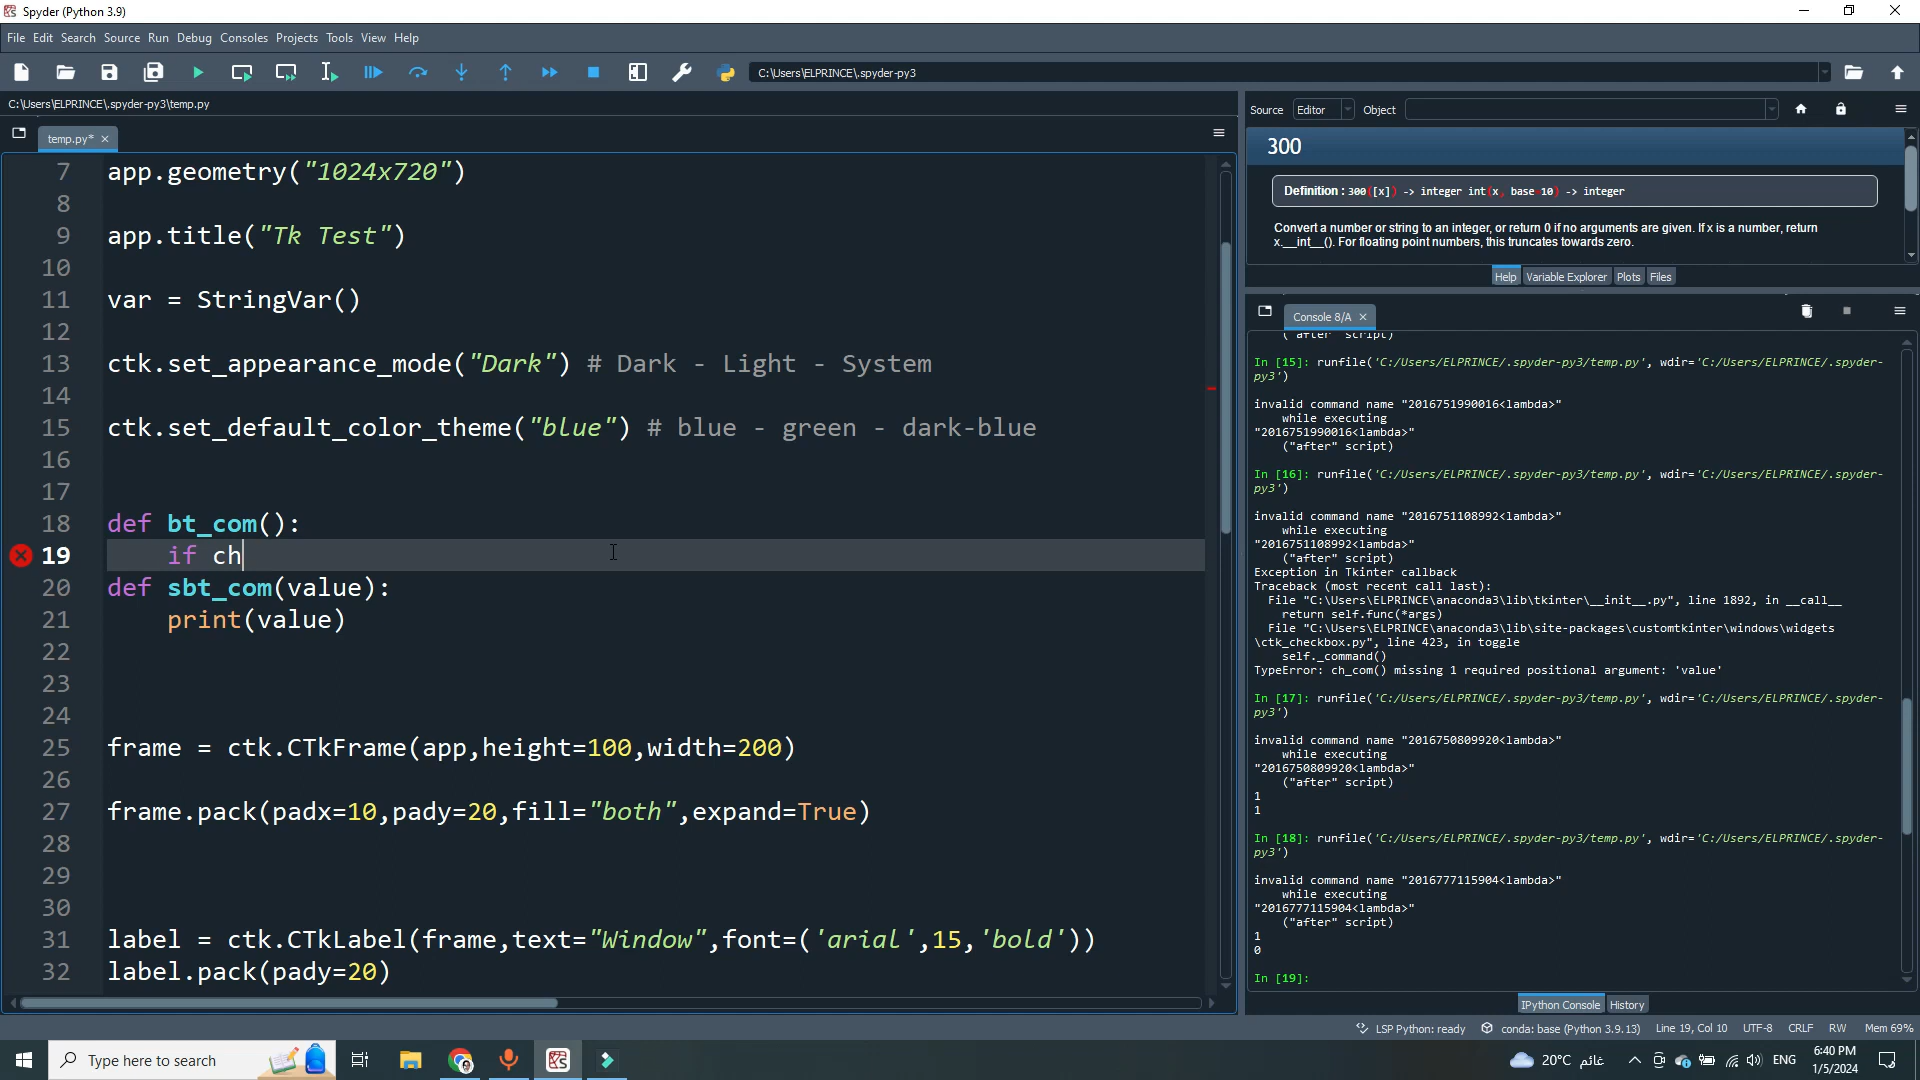 Spyder (Python 3.9)
File Edit Search Source Run Debug Consoles Projects Tools View Help
C:\Users\ELPRINCE\.spyder-py3
C:\Users\ELPRINCE\.spyder-py3\temp.py
temp.py*
7 app.geometry("1024x720")
8
9 app.title("Tk Test")
10
11 var = StringVar()
12
13 ctk.set_appearance_mode("Dark") # Dark - Light - System
14
15 ctk.set_default_color_theme("blue") # blue - green - dark-blue
16
17
18 def bt_com():
19 if ch
20 def sbt_com(value):
21 print(value)
22
23
24
25 frame = ctk.CTkFrame(app,height=100,width=200)
26
27 frame.pack(padx=10,pady=20,fill="both",expand=True)
28
29
30
31 label = ctk.CTkLabel(frame,text="Window",font=('arial',15,'bold'))
32 label.pack(pady=20)
Source Editor Object
300
Definition : 300([x]) -> integer int(x, base=10) -> integer
Convert a number or string to an integer, or return 0 if no arguments are given. If x is a number, return
x.__int__(). For floating point numbers, this truncates towards zero.
Help Variable Explorer Plots Files
Console 8/A
("after" script)
In [15]: runfile('C:/Users/ELPRINCE/.spyder-py3/temp.py', wdir='C:/Users/ELPRINCE/.spyder-
py3')
invalid command name "2016751990016<lambda>"
while executing
"2016751990016<lambda>"
("after" script)
In [16]: runfile('C:/Users/ELPRINCE/.spyder-py3/temp.py', wdir='C:/Users/ELPRINCE/.spyder-
py3')
invalid command name "2016751108992<lambda>"
while executing
"2016751108992<lambda>"
("after" script)
Exception in Tkinter callback
Traceback (most recent call last):
File "C:\Users\ELPRINCE\anaconda3\lib\tkinter\__init__.py", line 1892, in __call__
return self.func(*args)
File "C:\Users\ELPRINCE\anaconda3\lib\site-packages\customtkinter\windows\widgets
\ctk_checkbox.py", line 423, in toggle
self._command()
TypeError: ch_com() missing 1 required positional argument: 'value'
In [17]: runfile('C:/Users/ELPRINCE/.spyder-py3/temp.py', wdir='C:/Users/ELPRINCE/.spyder-
py3')
invalid command name "2016750809920<lambda>"
while executing
"2016750809920<lambda>"
("after" script)
1
1
In [18]: runfile('C:/Users/ELPRINCE/.spyder-py3/temp.py', wdir='C:/Users/ELPRINCE/.spyder-
py3')
invalid command name "2016777115904<lambda>"
while executing
"2016777115904<lambda>"
("after" script)
1
0
In [19]:
IPython Console History
LSP Python: ready conda: base (Python 3.9.13) Line 19, Col 10 UTF-8 CRLF RW Mem 69%
Type here to search
20°C غائم
ENG
6:40 PM
1/5/2024